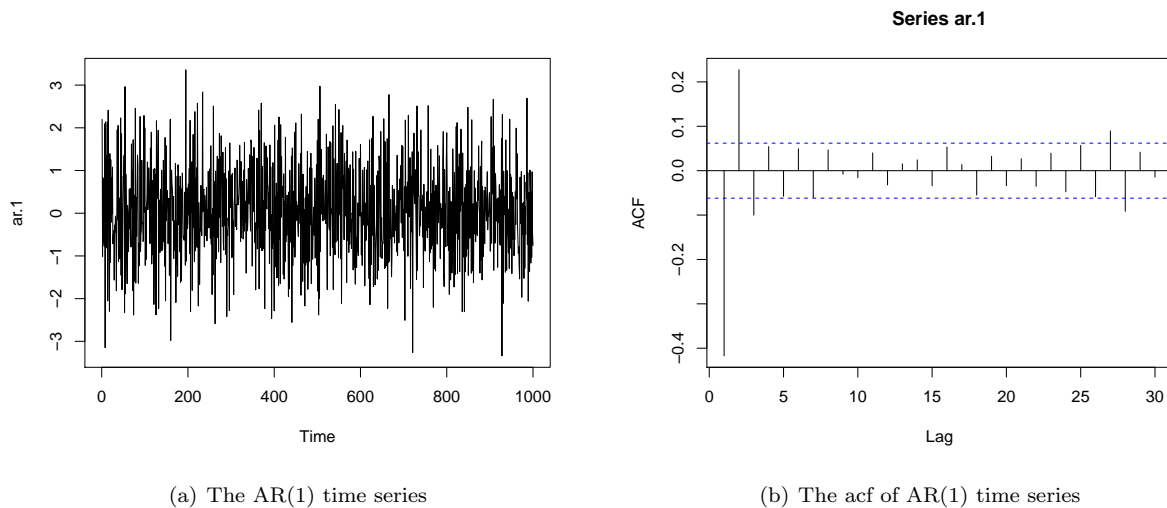 ar.1
3
2
1
0
−1
−2
−3
0 200 400 600 800 1000
Time
(a) The AR(1) time series
Series ar.1
ACF
0.2
0.1
0.0
−0.2
−0.4
0 5 10 15 20 25 30
Lag
(b) The acf of AR(1) time series